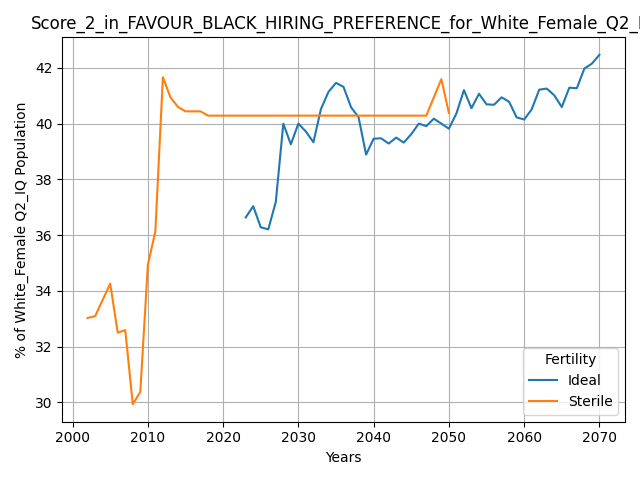 Score_2_in_FAVOUR_BLACK_HIRING_PREFERENCE_for_White_Female_Q2_I
% of White_Female Q2_IQ Population
42
40
38
36
34
32
30
Fertility
Ideal
Sterile
2000 2010 2020 2030 2040 2050 2060 2070
Years